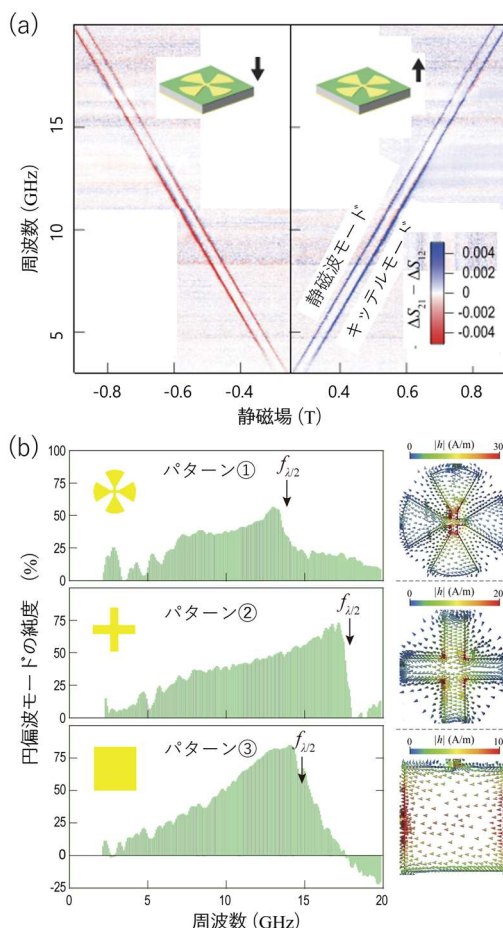 (a)
周波数 (GHz)
15
10
5
静磁波モード
キッテルモード
ΔS21 − ΔS12
0.004
0.002
0
-0.002
-0.004
-0.8
-0.6
-0.4
0.4
0.6
0.8
静磁場 (T)
(b)
円偏波モードの純度 (%)
100
75
50
25
0
パターン①
fλ/2
|h| (A/m)
0 30
75
50
25
0
パターン②
fλ/2
|h| (A/m)
0 20
75
50
25
0
-25
パターン③
fλ/2
|h| (A/m)
0 10
0 5 10 15 20
周波数 (GHz)